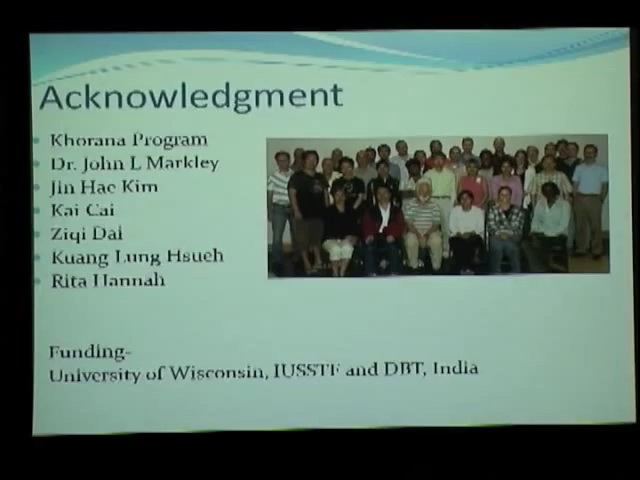 Acknowledgment
Khorana Program
Dr. John L Markley
Jin Hae Kim
Kai Cai
Ziqi Dai
Kuang Lung Hsueh
Rita Hannah
Funding-
University of Wisconsin, IUSSTF and DBT, India